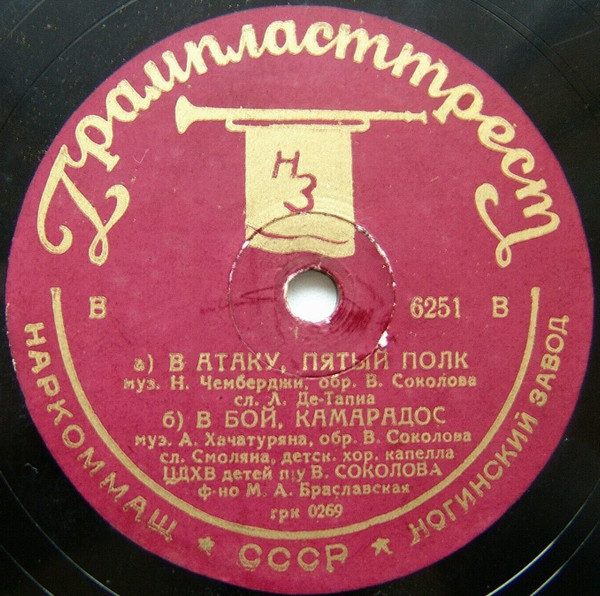 Грампласттрест
Н
З
В 6251 В
а) В АТАКУ, ПЯТЫЙ ПОЛК
муз. Н. Чемберджи, обр. В. Соколова
сл. Л. Де-Тапиа
б) В БОЙ, КАМАРАДОС
муз. А. Хачатуряна, обр. В. Соколова
сл. Смоляна, детск. хор. капелла
ЦДХВ детей п/у В. СОКОЛОВА
ф-но М. А. Браславская
грк 0269
НАРКОММАШ ★ СССР ★ НОГИНСКИЙ ЗАВОД